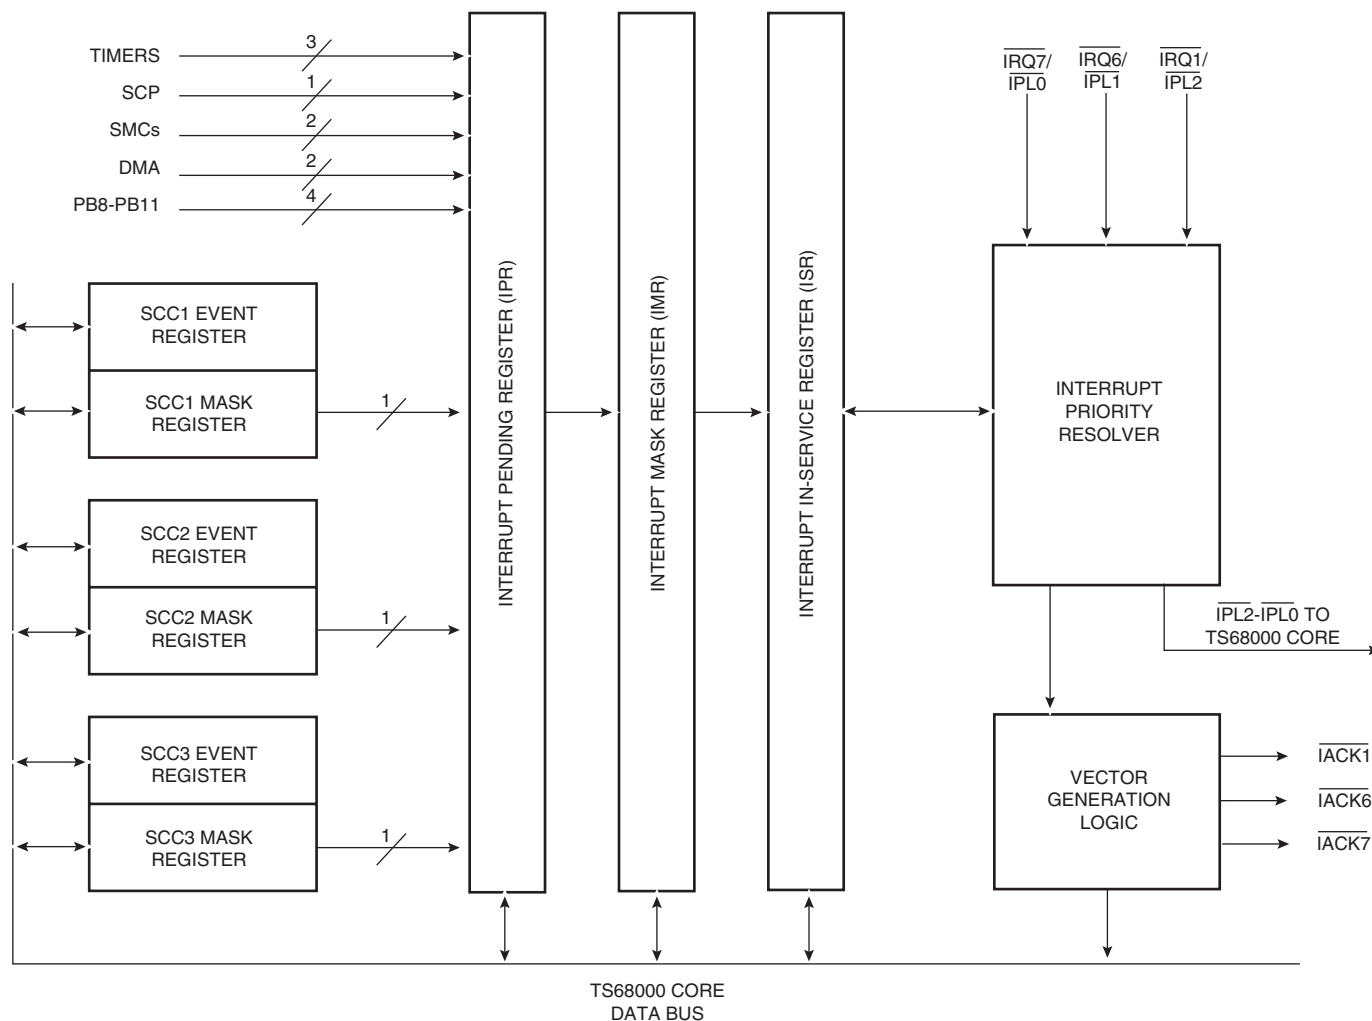 TIMERS
3
SCP
1
SMCs
2
DMA
2
PB8-PB11
4
IRQ7/
IPL0
IRQ6/
IPL1
IRQ1/
IPL2
SCC1 EVENT
REGISTER
SCC1 MASK
REGISTER
1
SCC2 EVENT
REGISTER
SCC2 MASK
REGISTER
1
SCC3 EVENT
REGISTER
SCC3 MASK
REGISTER
1
INTERRUPT PENDING REGISTER (IPR)
INTERRUPT MASK REGISTER (IMR)
INTERRUPT IN-SERVICE REGISTER (ISR)
INTERRUPT
PRIORITY
RESOLVER
IPL2-IPL0 TO
TS68000 CORE
VECTOR
GENERATION
LOGIC
IACK1
IACK6
IACK7
TS68000 CORE
DATA BUS